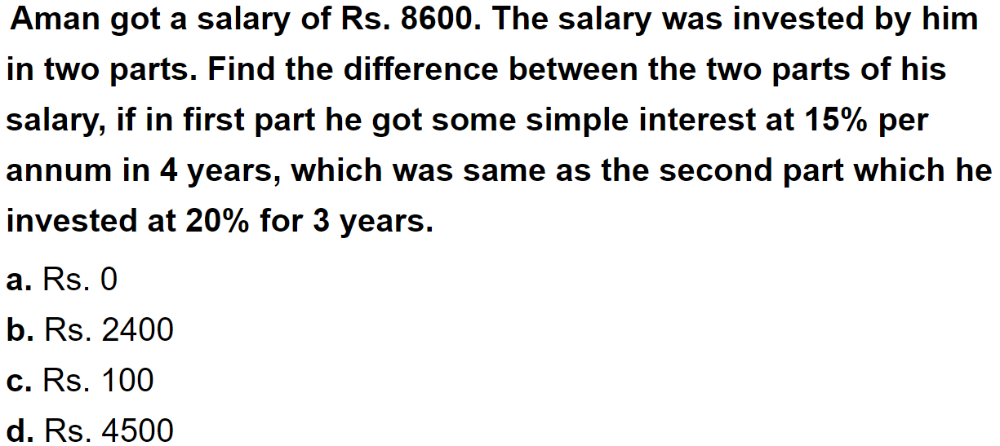 Aman got a salary of Rs. 8600. The salary was invested by him
in two parts. Find the difference between the two parts of his
salary, if in first part he got some simple interest at 15% per
annum in 4 years, which was same as the second part which he
invested at 20% for 3 years.
a. Rs. 0
b. Rs. 2400
c. Rs. 100
d. Rs. 4500